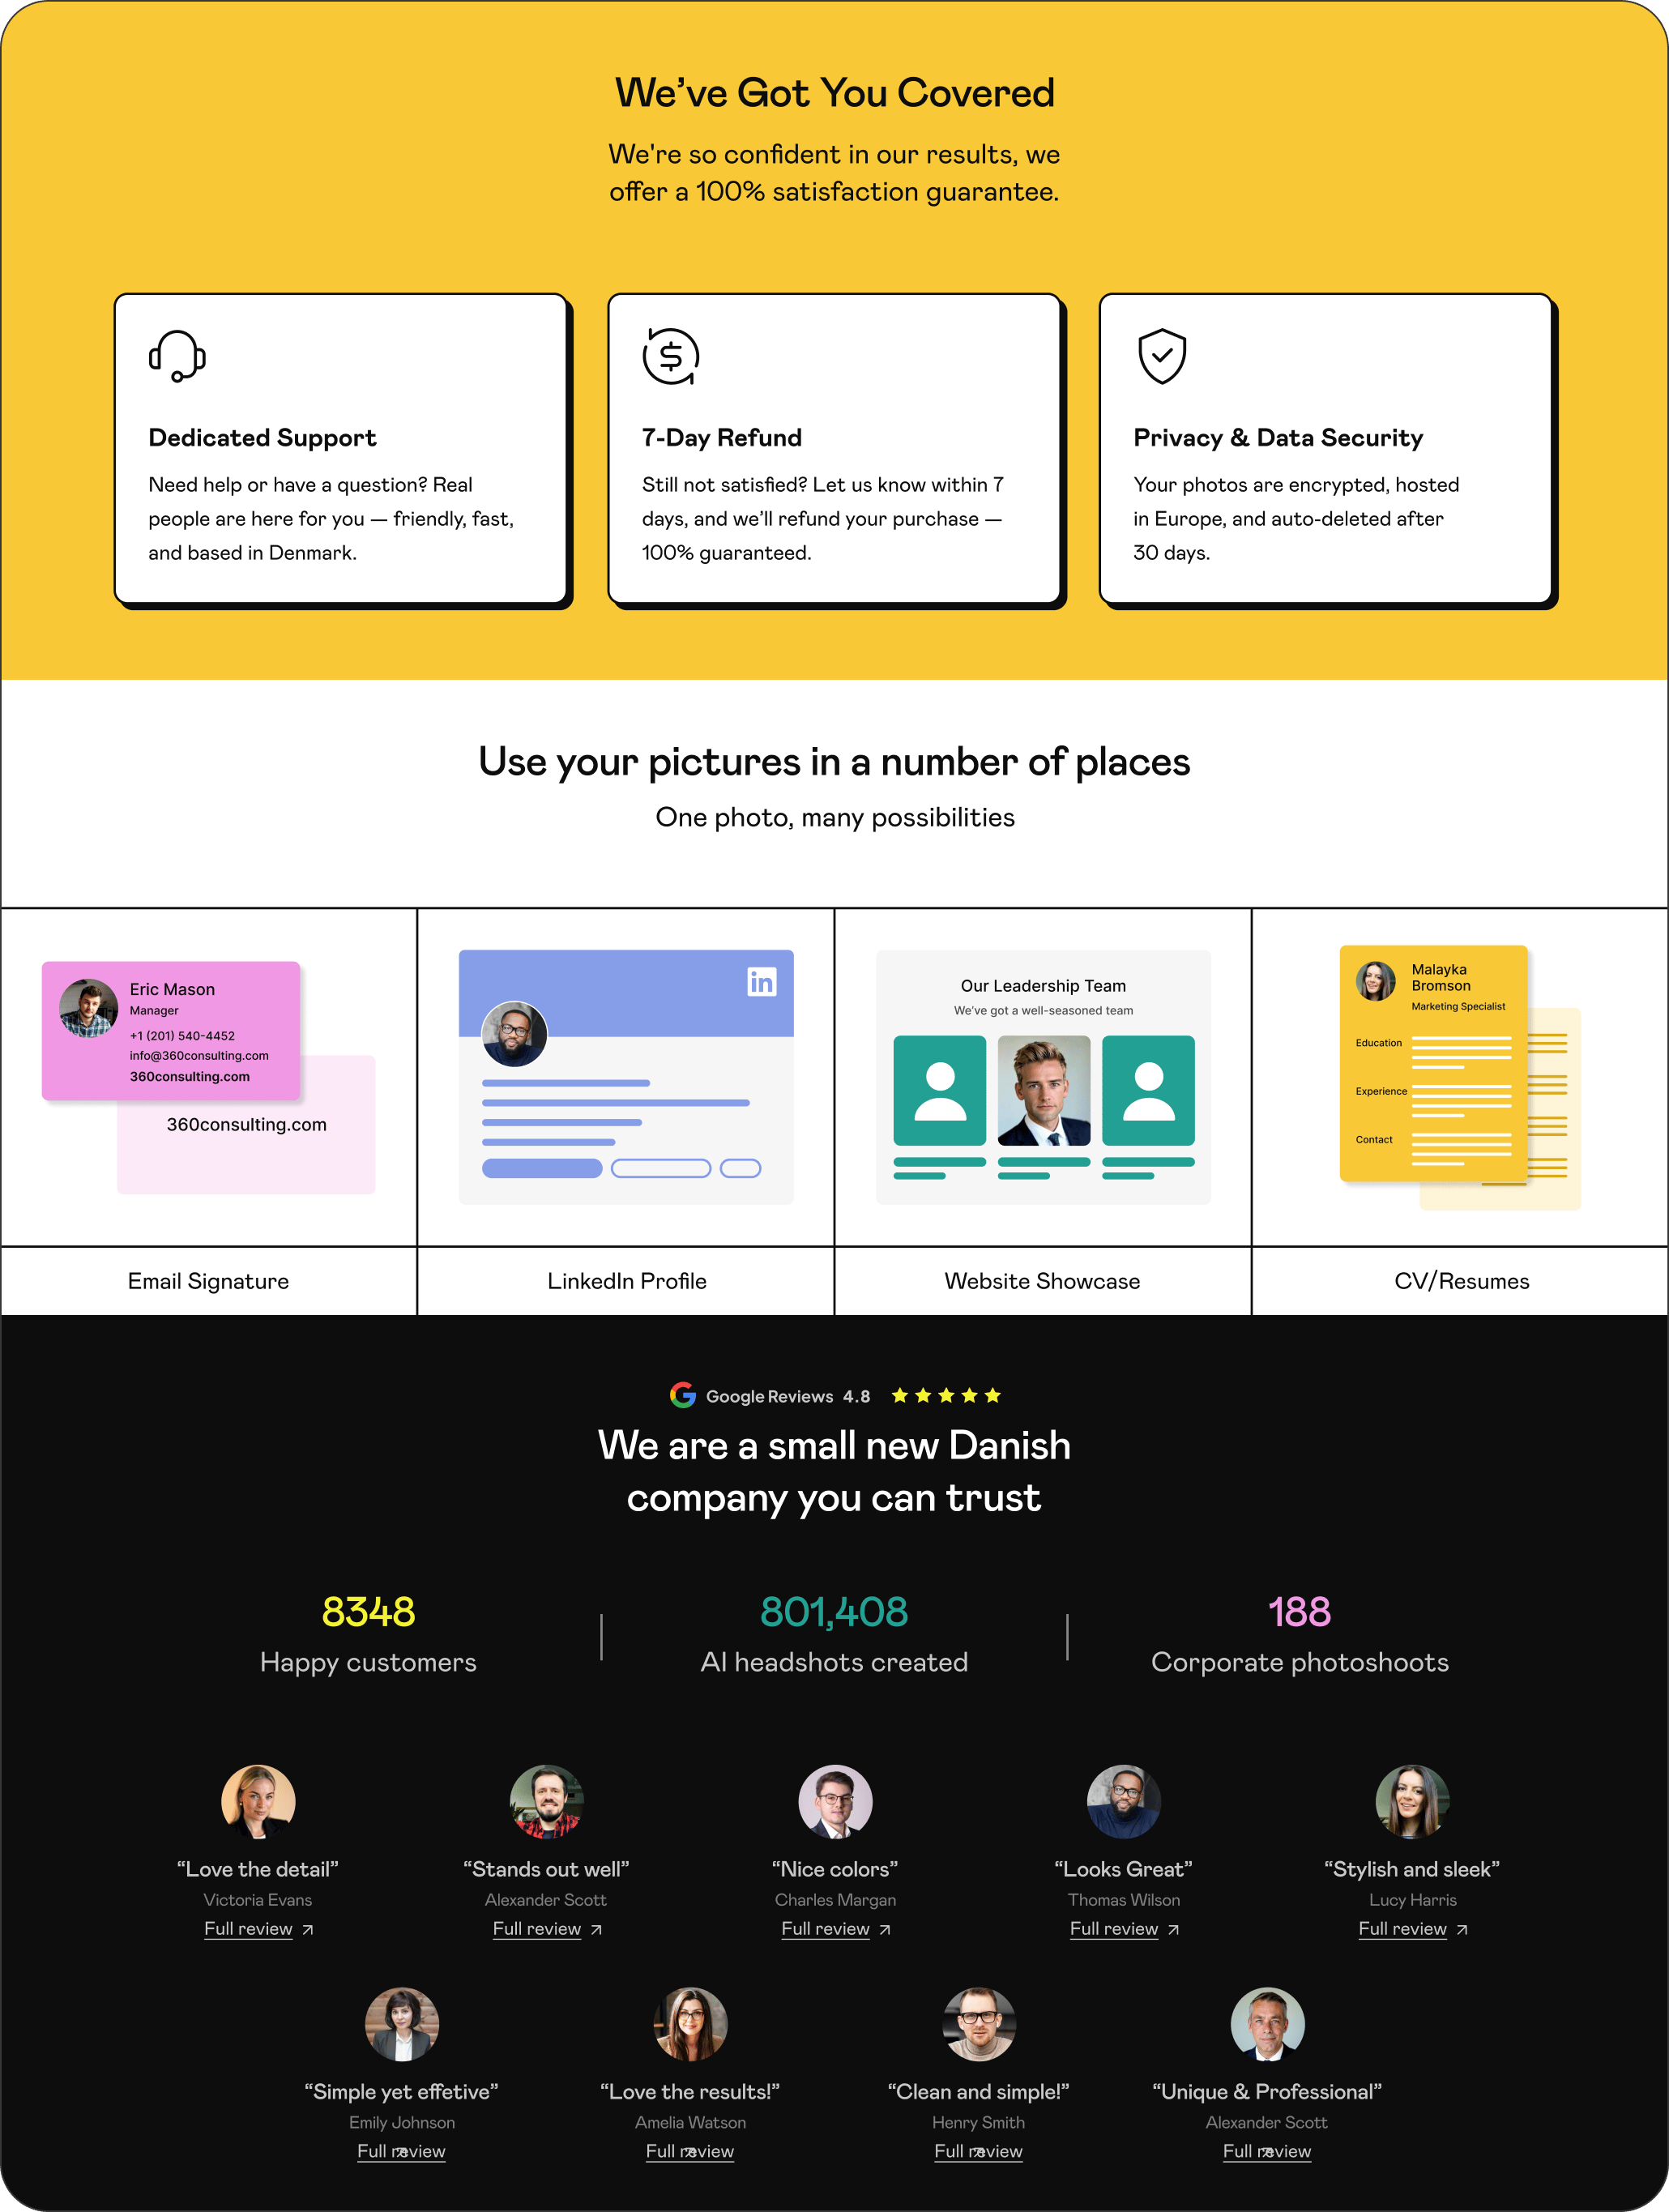 We’ve Got You Covered
We're so confident in our results, we
offer a 100% satisfaction guarantee.
Dedicated Support
Need help or have a question? Real
people are here for you — friendly, fast,
and based in Denmark.
7-Day Refund
Still not satisfied? Let us know within 7
days, and we’ll refund your purchase —
100% guaranteed.
Privacy & Data Security
Your photos are encrypted, hosted
in Europe, and auto-deleted after
30 days.
Use your pictures in a number of places
One photo, many possibilities
Eric Mason
Manager
+1 (201) 540-4452
info@360consulting.com
360consulting.com
360consulting.com
in
Our Leadership Team
We've got a well-seasoned team
Malayka
Bromson
Marketing Specialist
Education
Experience
Contact
Email Signature
LinkedIn Profile
Website Showcase
CV/Resumes
Google Reviews 4.8
We are a small new Danish
company you can trust
8348
Happy customers
801,408
AI headshots created
188
Corporate photoshoots
“Love the detail”
Victoria Evans
Full review
“Stands out well”
Alexander Scott
Full review
“Nice colors”
Charles Margan
Full review
“Looks Great”
Thomas Wilson
Full review
“Stylish and sleek”
Lucy Harris
Full review
“Simple yet effetive”
Emily Johnson
Full review
“Love the results!”
Amelia Watson
Full review
“Clean and simple!”
Henry Smith
Full review
“Unique & Professional”
Alexander Scott
Full review